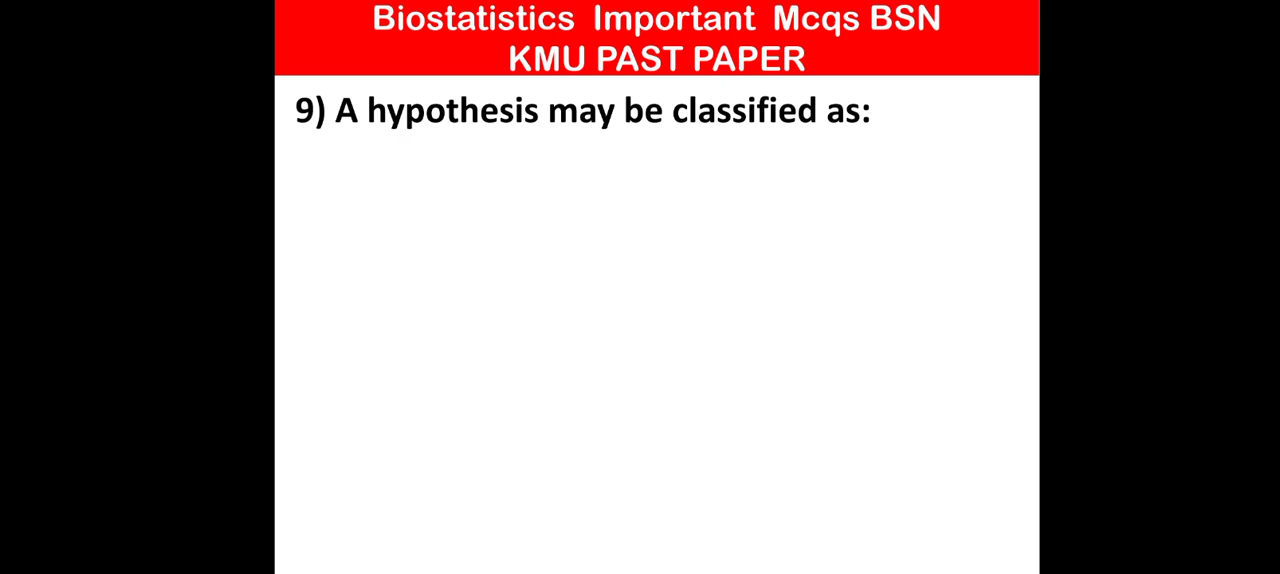 Biostatistics Important Mcqs BSN
KMU PAST PAPER
9) A hypothesis may be classified as: